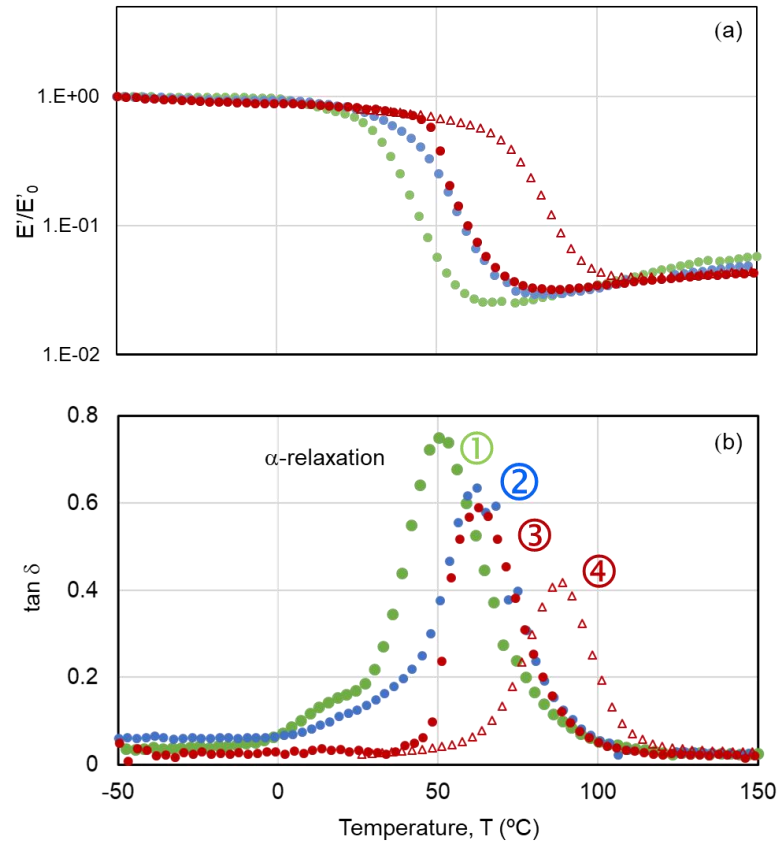 (a)
1.E+00
1.E-01
1.E-02
E'/E'0
(b)
0.8
0.6
0.4
0.2
0
tan δ
α-relaxation
①
②
③
④
-50
0
50
100
150
Temperature, T (ºC)